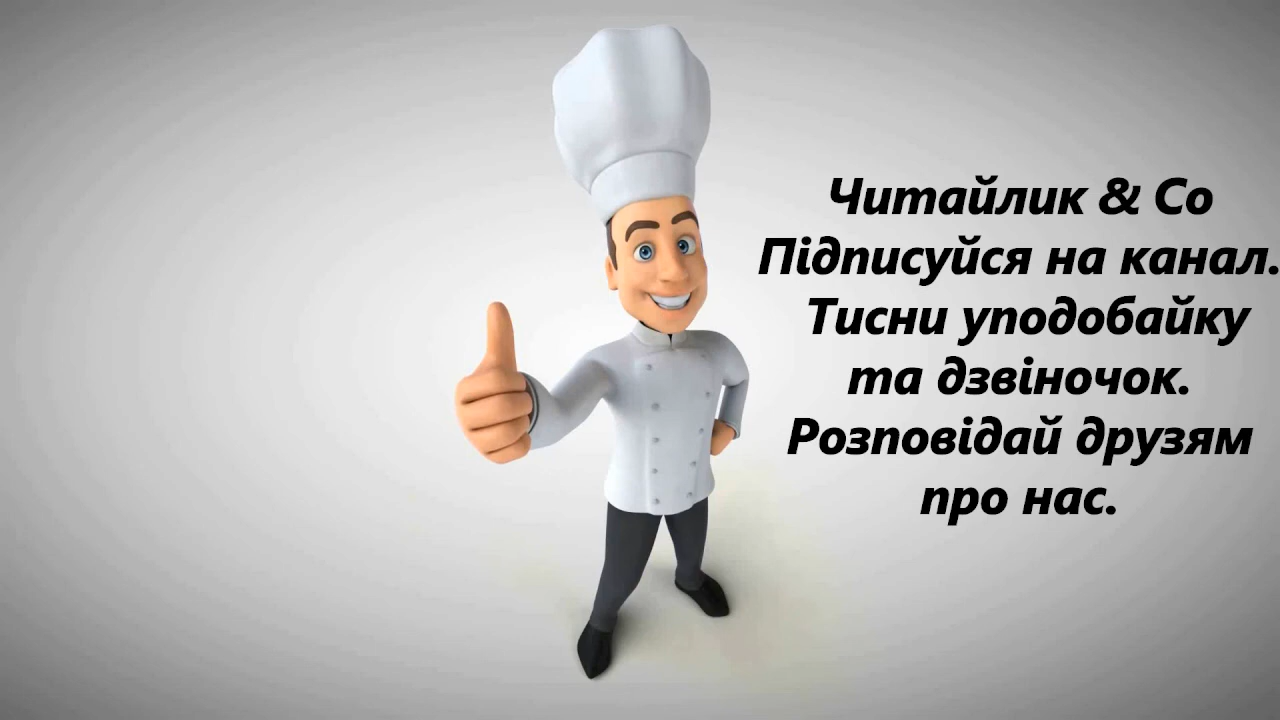 Читайлик & Co
Підписуйся на канал.
Тисни уподобайку
та дзвіночок.
Розповідай друзям
про нас.